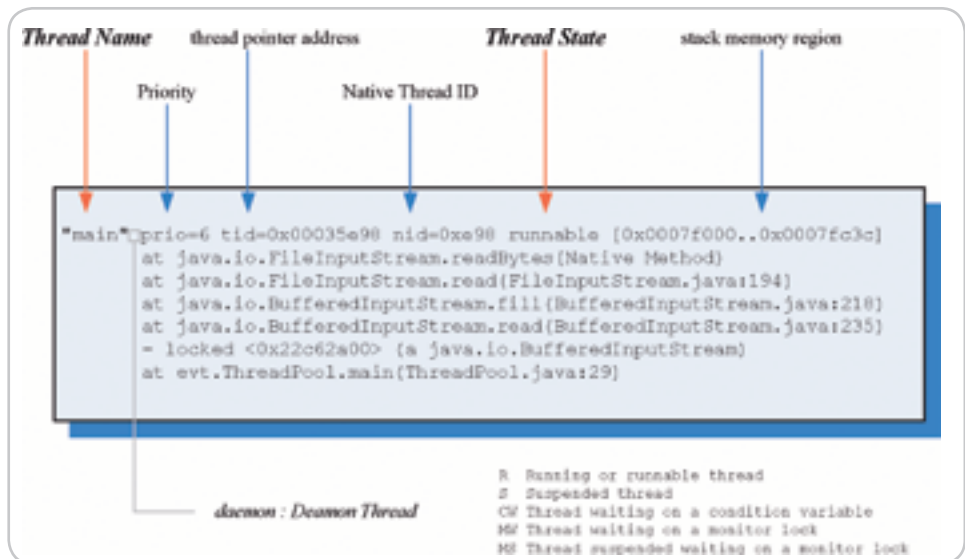 Thread Name thread pointer address Thread State stack memory region
Priority Native Thread ID
"main" prio=6 tid=0x00035e98 nid=0xe98 runnable [0x0007f000..0x0007fc3c]
at java.io.FileInputStream.readBytes(Native Method)
at java.io.FileInputStream.read(FileInputStream.java:194)
at java.io.BufferedInputStream.fill(BufferedInputStream.java:218)
at java.io.BufferedInputStream.read(BufferedInputStream.java:235)
- locked <0x22c62a00> (a java.io.BufferedInputStream)
at evt.ThreadPool.main(ThreadPool.java:29)
daemon : Deamon Thread
R Running or runnable thread
S Suspended thread
CW Thread waiting on a condition variable
MW Thread waiting on a monitor lock
MS Thread suspended waiting on a monitor lock